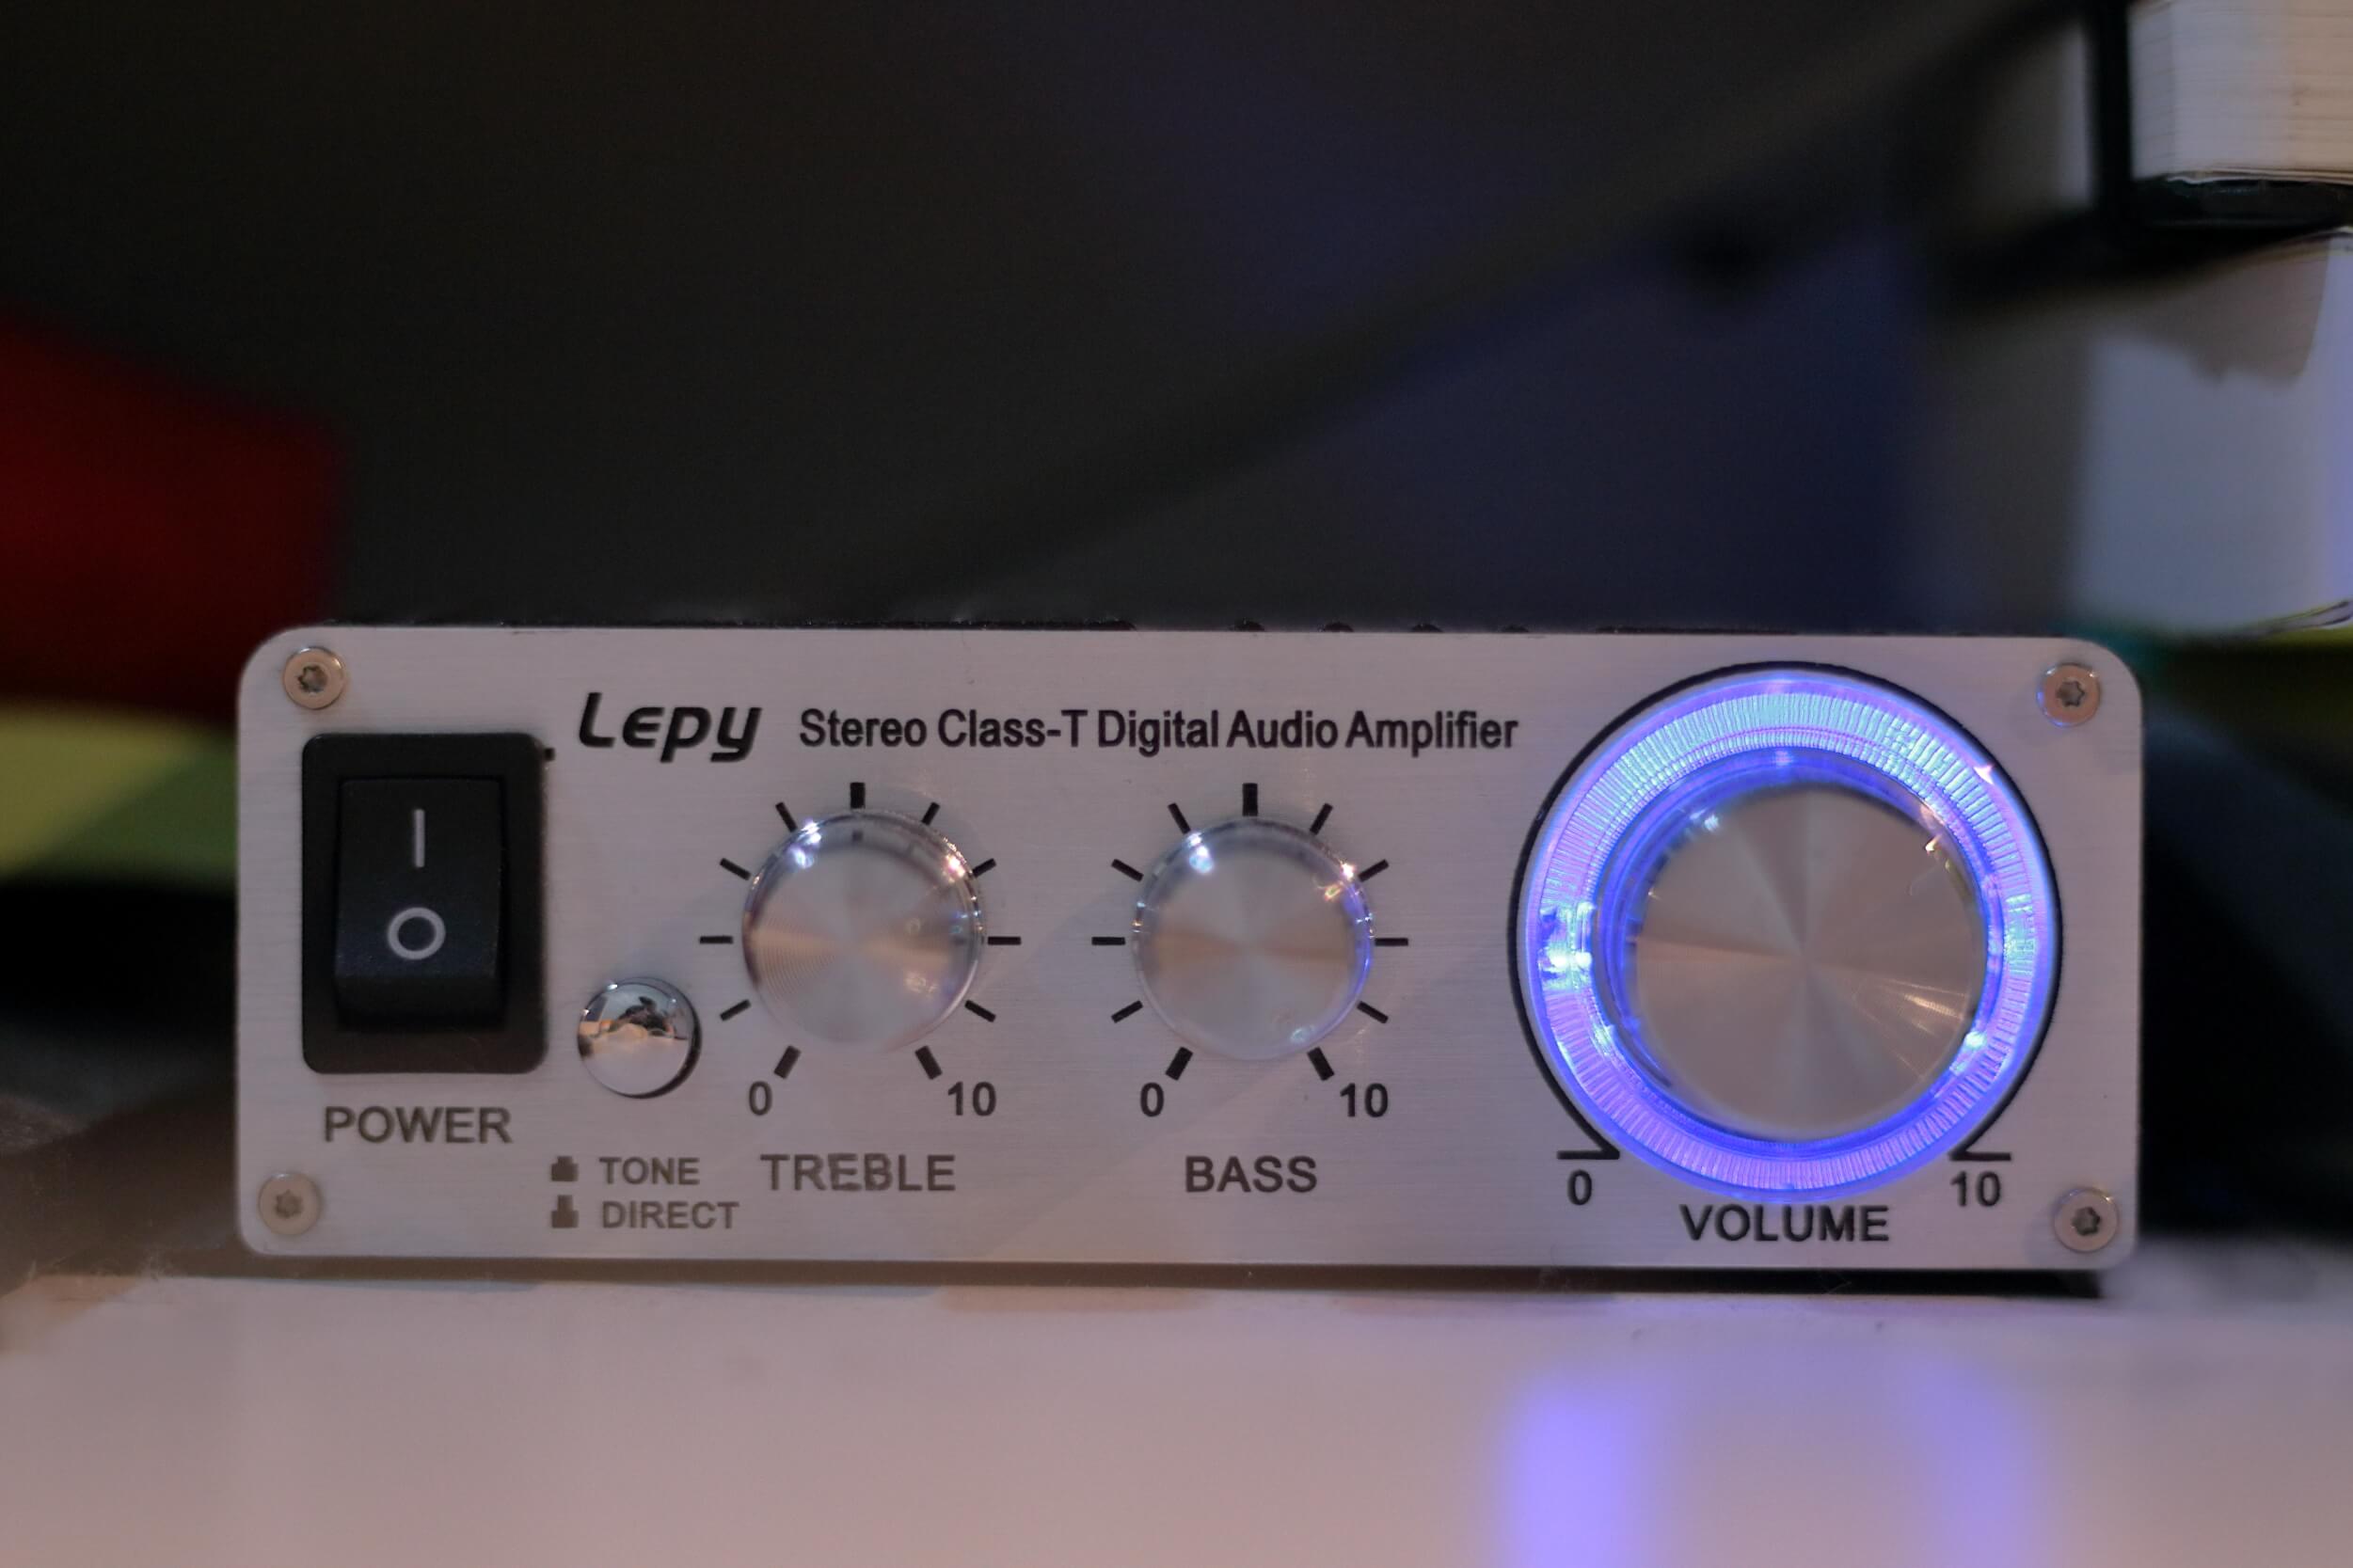 Lepy Stereo Class-T Digital Audio Amplifier
POWER
TONE
DIRECT
0 10
TREBLE
0 10
BASS
0 10
VOLUME